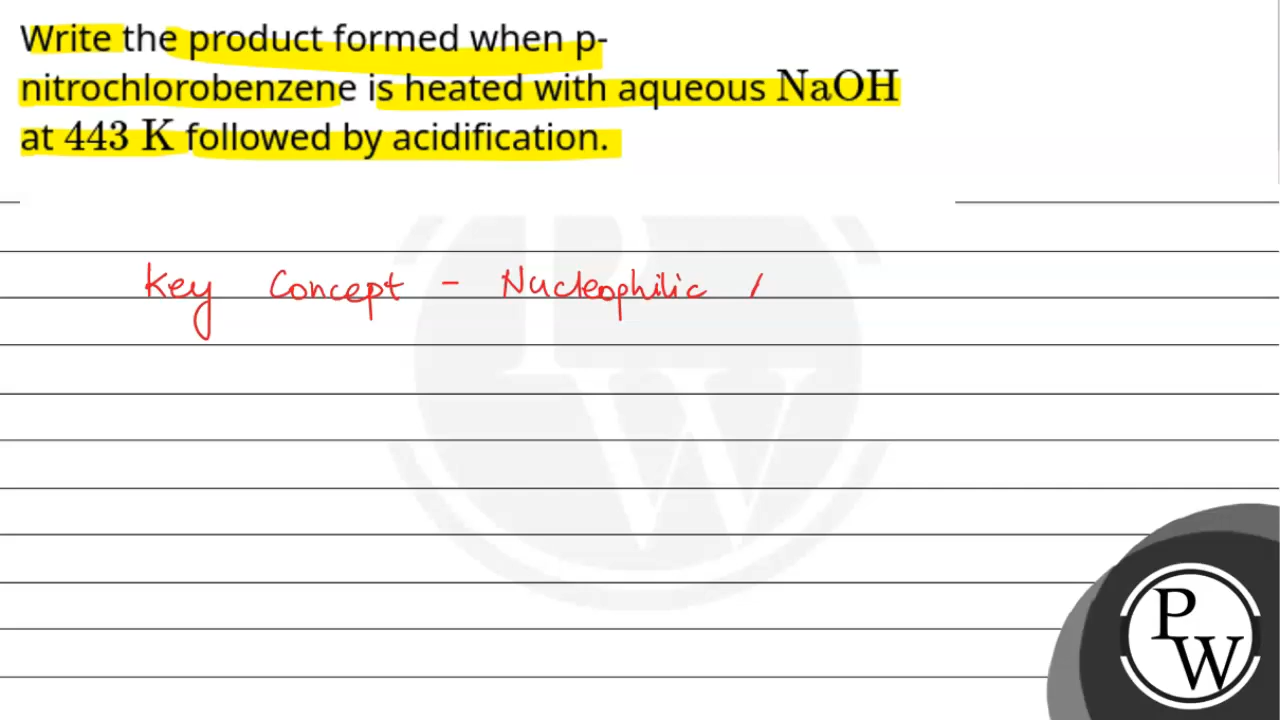 Write the product formed when p-
nitrochlorobenzene is heated with aqueous NaOH
at 443 K followed by acidification.
Key Concept - Nucleophilic
P
W